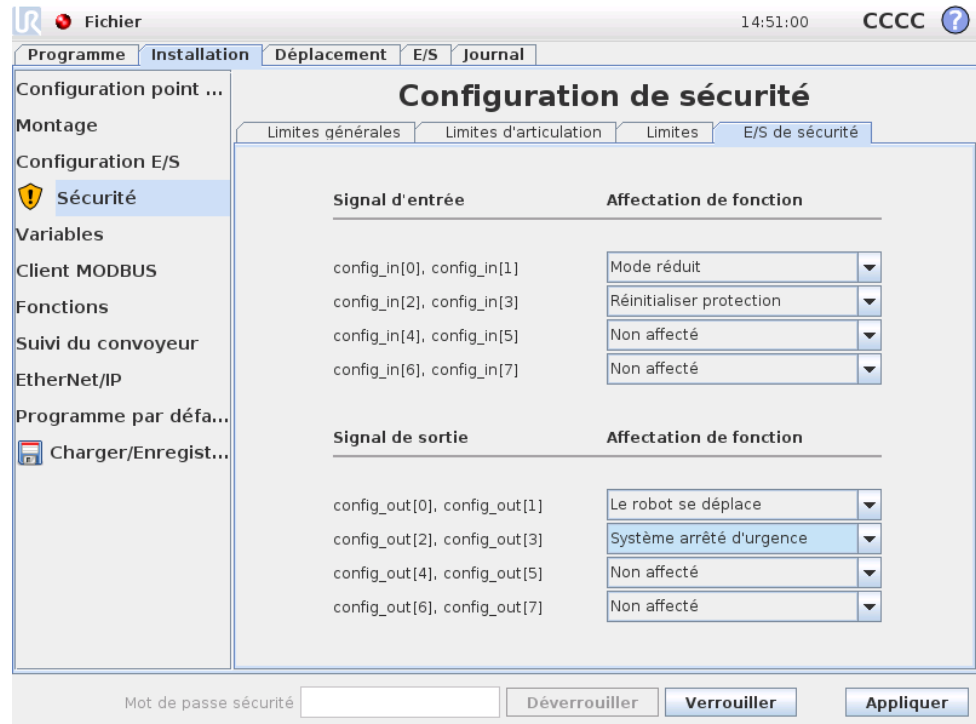 UR Fichier 14:51:00 CCCC ?
Programme Installation Déplacement E/S Journal
Configuration point ...
Montage
Configuration E/S
Sécurité
Variables
Client MODBUS
Fonctions
Suivi du convoyeur
EtherNet/IP
Programme par défa...
Charger/Enregist...
Configuration de sécurité
Limites générales Limites d'articulation Limites E/S de sécurité
Signal d'entrée Affectation de fonction
config_in[0], config_in[1] Mode réduit
config_in[2], config_in[3] Réinitialiser protection
config_in[4], config_in[5] Non affecté
config_in[6], config_in[7] Non affecté
Signal de sortie Affectation de fonction
config_out[0], config_out[1] Le robot se déplace
config_out[2], config_out[3] Système arrêté d'urgence
config_out[4], config_out[5] Non affecté
config_out[6], config_out[7] Non affecté
Mot de passe sécurité Déverrouiller Verrouiller Appliquer